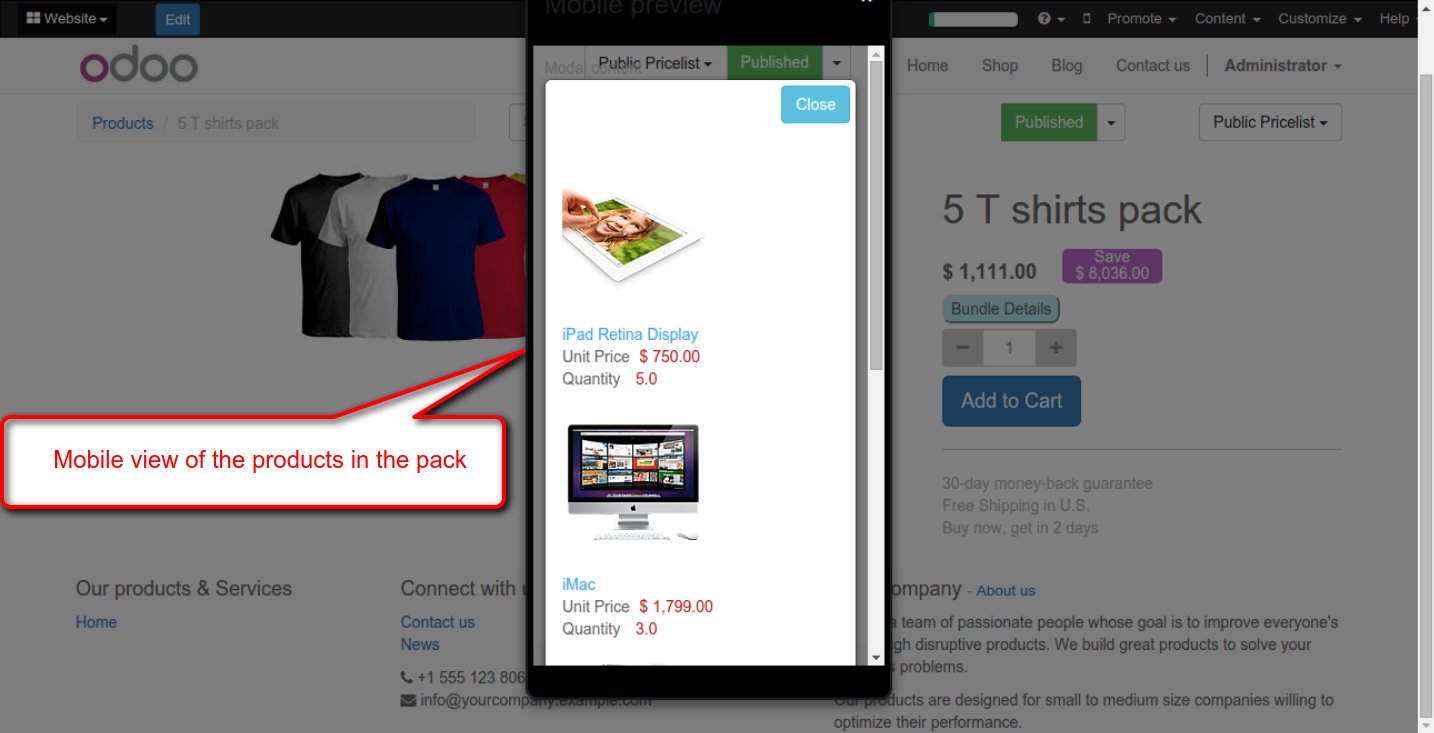 Website
Edit
Promote
Content
Customize
Help
odoo
Home
Shop
Blog
Contact us
Administrator
Products / 5 T shirts pack
Published
Public Pricelist
Mobile preview
Modal content
Public Pricelist
Published
Close
iPad Retina Display
Unit Price $ 750.00
Quantity 5.0
iMac
Unit Price $ 1,799.00
Quantity 3.0
5 T shirts pack
$ 1,111.00
Save
$ 8,036.00
Bundle Details
1
Add to Cart
30-day money-back guarantee
Free Shipping in U.S.
Buy now, get in 2 days
Mobile view of the products in the pack
Our products & Services
Home
Connect with
Contact us
News
+1 555 123 806
info@yourcompany.example.com
ompany - About us
a team of passionate people whose goal is to improve everyone's
gh disruptive products. We build great products to solve your
problems.
Our products are designed for small to medium size companies willing to
optimize their performance.